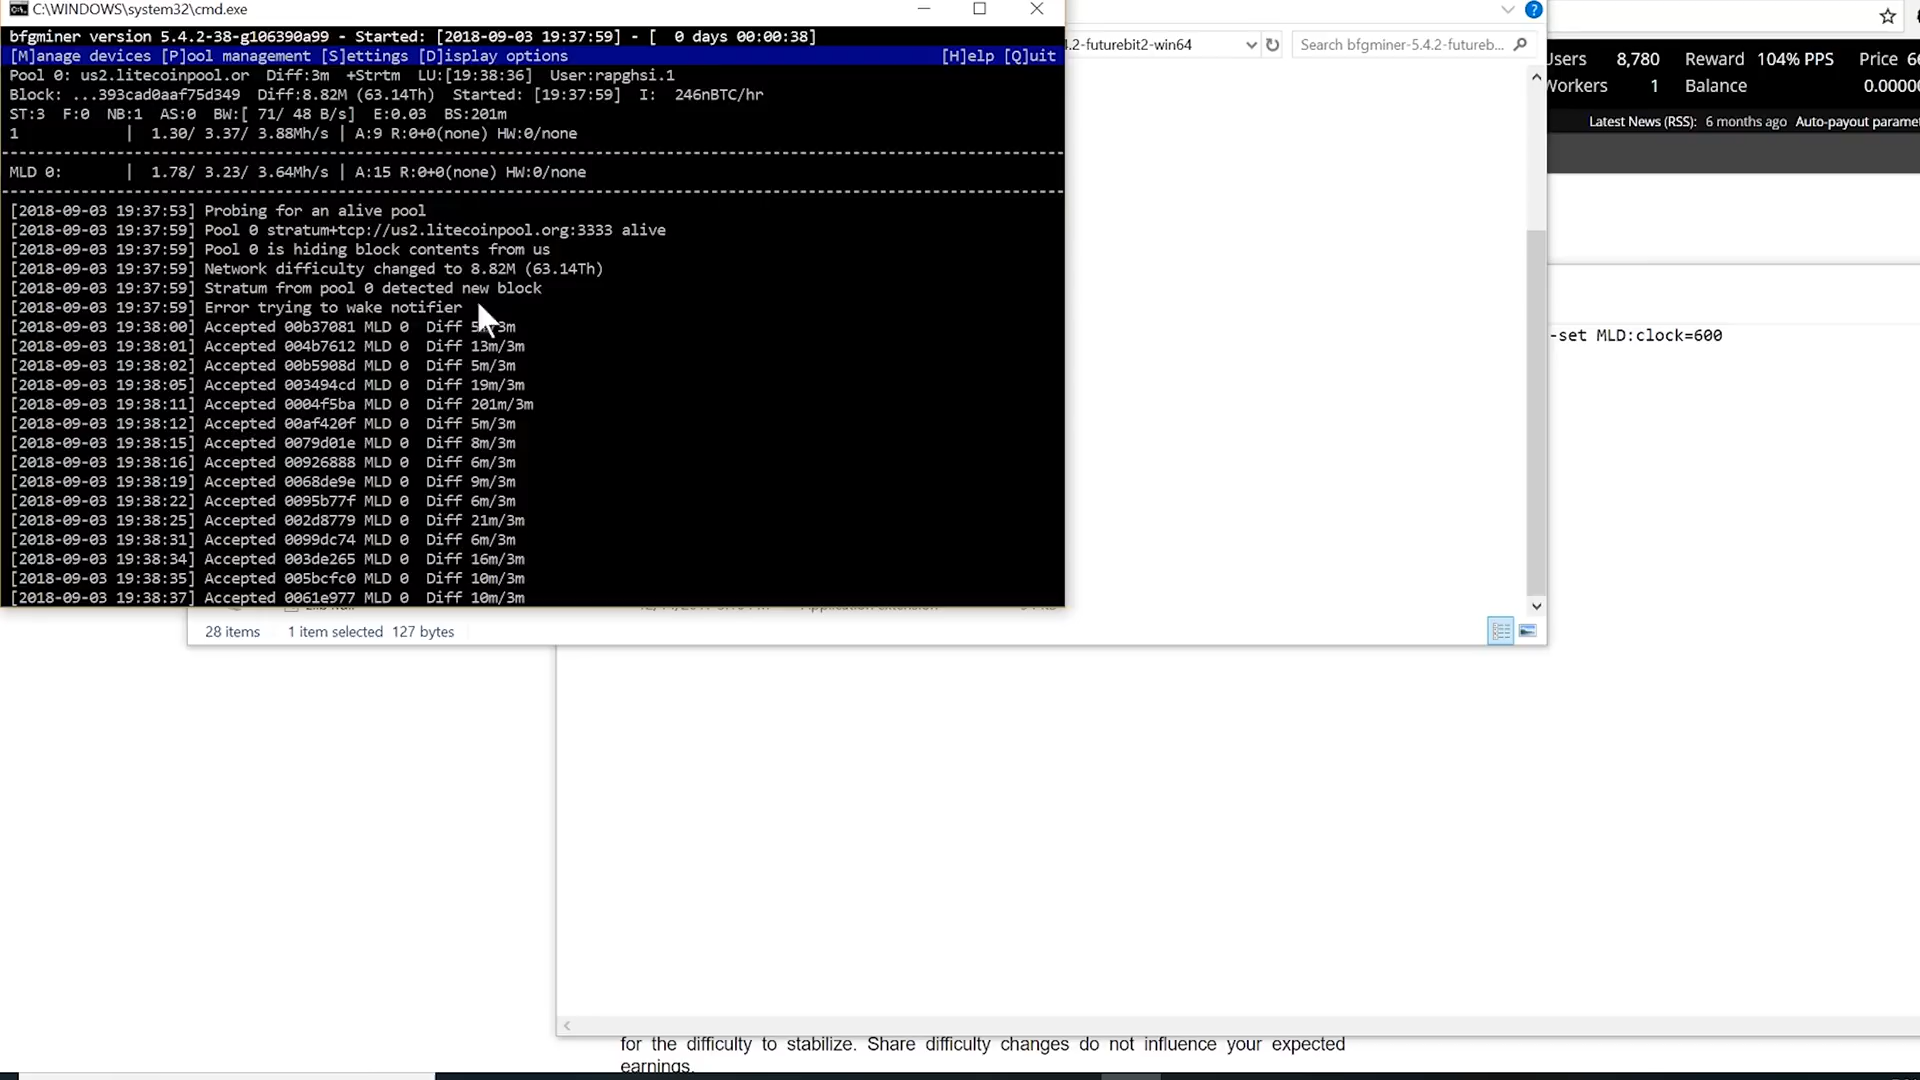 C:\WINDOWS\system32\cmd.exe
bfgminer version 5.4.2-38-g106390a99 - Started: [2018-09-03 19:37:59] - [  0 days 00:00:38]
[M]anage devices [P]ool management [S]ettings [D]isplay options [H]elp [Q]uit
Pool 0: us2.litecoinpool.or  Diff:3m  +Strtm  LU:[19:38:36]  User:rapghsi.1
Block: ...393cad0aaf75d349  Diff:8.82M (63.14Th)  Started: [19:37:59]  I:  246nBTC/hr
ST:3  F:0  NB:1  AS:0  BW:[ 71/ 48 B/s]  E:0.03  BS:201m
1            |  1.30/ 3.37/ 3.88Mh/s | A:9 R:0+0(none) HW:0/none
MLD 0:       |  1.78/ 3.23/ 3.64Mh/s | A:15 R:0+0(none) HW:0/none
[2018-09-03 19:37:53] Probing for an alive pool
[2018-09-03 19:37:59] Pool 0 stratum+tcp://us2.litecoinpool.org:3333 alive
[2018-09-03 19:37:59] Pool 0 is hiding block contents from us
[2018-09-03 19:37:59] Network difficulty changed to 8.82M (63.14Th)
[2018-09-03 19:37:59] Stratum from pool 0 detected new block
[2018-09-03 19:37:59] Error trying to wake notifier
[2018-09-03 19:38:00] Accepted 00b37081 MLD 0  Diff 5m/3m
[2018-09-03 19:38:01] Accepted 004b7612 MLD 0  Diff 13m/3m
[2018-09-03 19:38:02] Accepted 00b5908d MLD 0  Diff 5m/3m
[2018-09-03 19:38:05] Accepted 003494cd MLD 0  Diff 19m/3m
[2018-09-03 19:38:11] Accepted 0004f5ba MLD 0  Diff 201m/3m
[2018-09-03 19:38:12] Accepted 00af420f MLD 0  Diff 5m/3m
[2018-09-03 19:38:15] Accepted 0079d01e MLD 0  Diff 8m/3m
[2018-09-03 19:38:16] Accepted 00926888 MLD 0  Diff 6m/3m
[2018-09-03 19:38:19] Accepted 0068de9e MLD 0  Diff 9m/3m
[2018-09-03 19:38:22] Accepted 0095b77f MLD 0  Diff 6m/3m
[2018-09-03 19:38:25] Accepted 002d8779 MLD 0  Diff 21m/3m
[2018-09-03 19:38:31] Accepted 0099dc74 MLD 0  Diff 6m/3m
[2018-09-03 19:38:34] Accepted 003de265 MLD 0  Diff 16m/3m
[2018-09-03 19:38:35] Accepted 005bcfc0 MLD 0  Diff 10m/3m
[2018-09-03 19:38:37] Accepted 0061e977 MLD 0  Diff 10m/3m
.2-futurebit2-win64
Search bfgminer-5.4.2-futureb...
Users 8,780 Reward 104% PPS Price
Workers 1 Balance 0.0000
Latest News (RSS): 6 months ago Auto-payout paramet
-set MLD:clock=600
28 items 1 item selected 127 bytes
for the difficulty to stabilize. Share difficulty changes do not influence your expected
earnings.